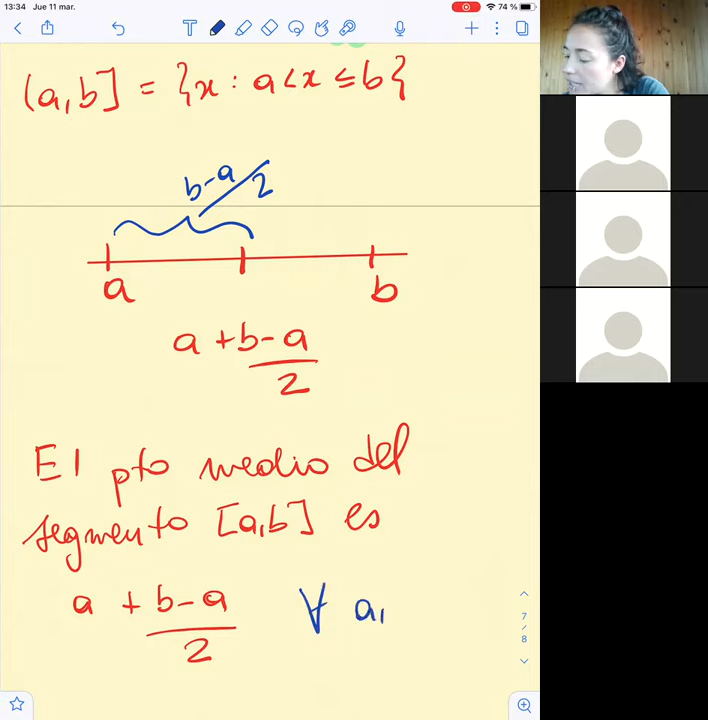 13:34 Jue 11 mar. 74 %
(a,b] = {x : a<x≤b}
b-a/2
a b
a + b-a
2
El pto medio del
segmento [a,b] es
a + b-a ∀ a,
2
7
/
8